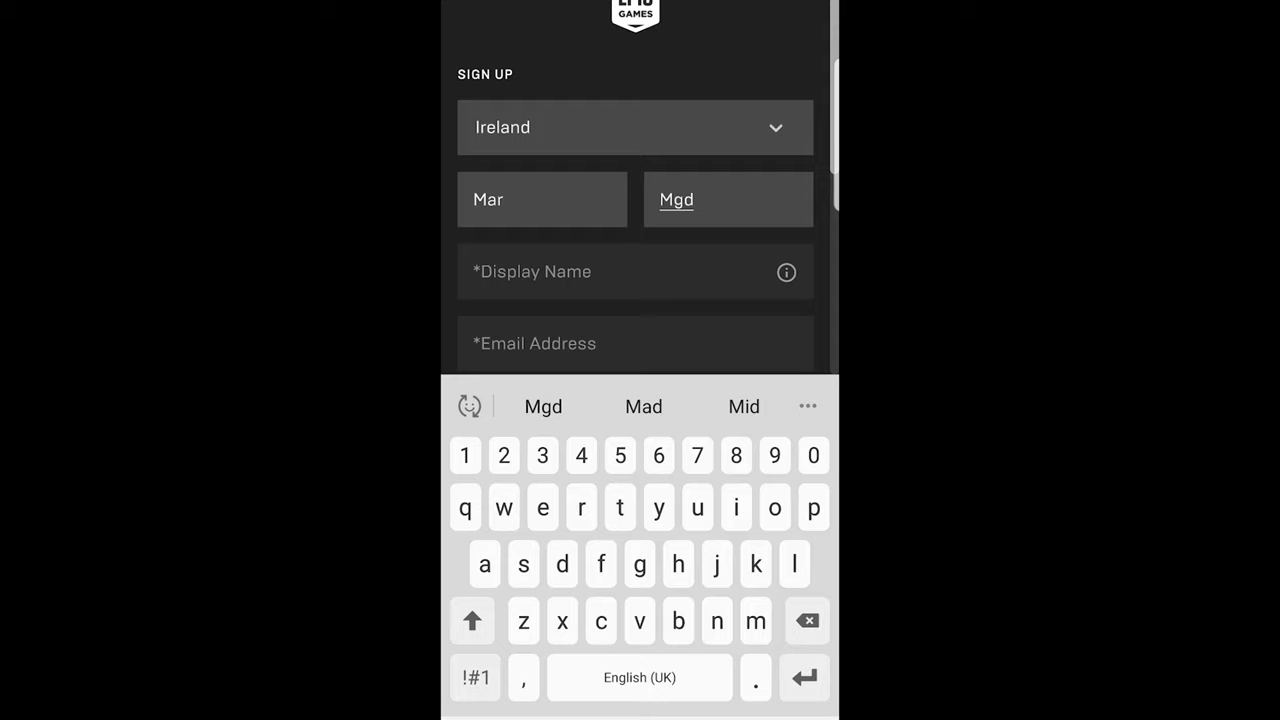 GAMES
SIGN UP
Ireland
Mar Mgd
*Display Name
*Email Address
Mgd Mad Mid
1 2 3 4 5 6 7 8 9 0
q w e r t y u i o p
a s d f g h j k l
z x c v b n m
!#1 , English (UK) .